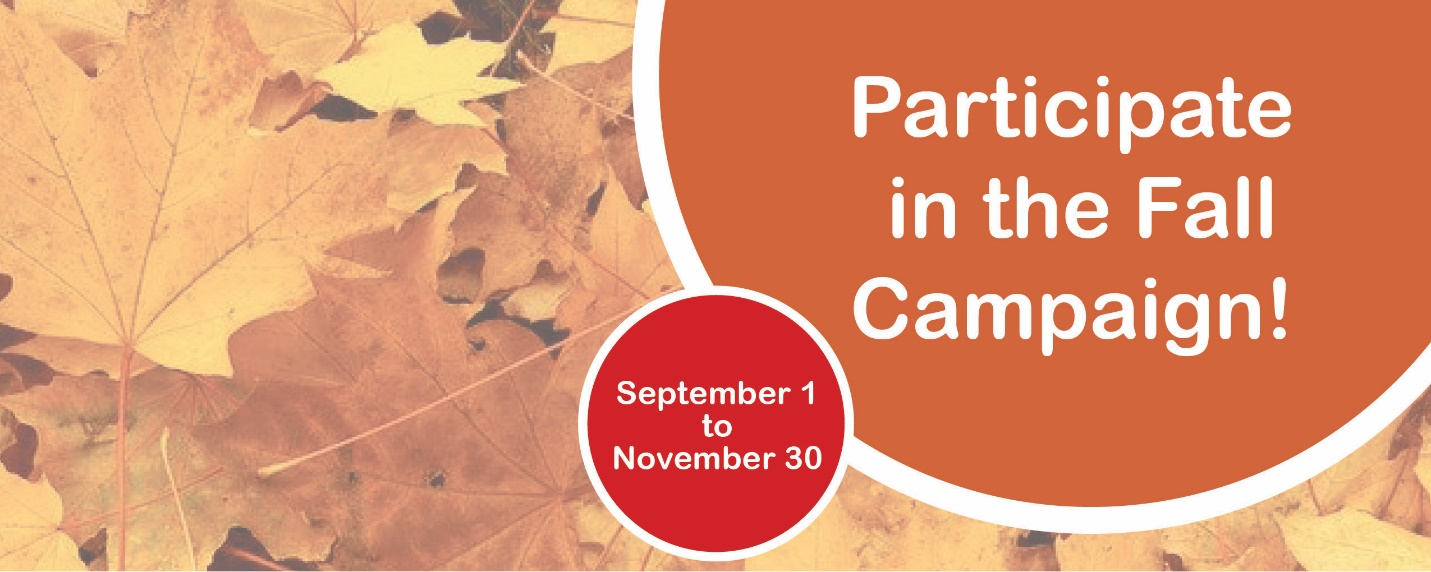 Participate
in the Fall
Campaign!
September 1
to
November 30